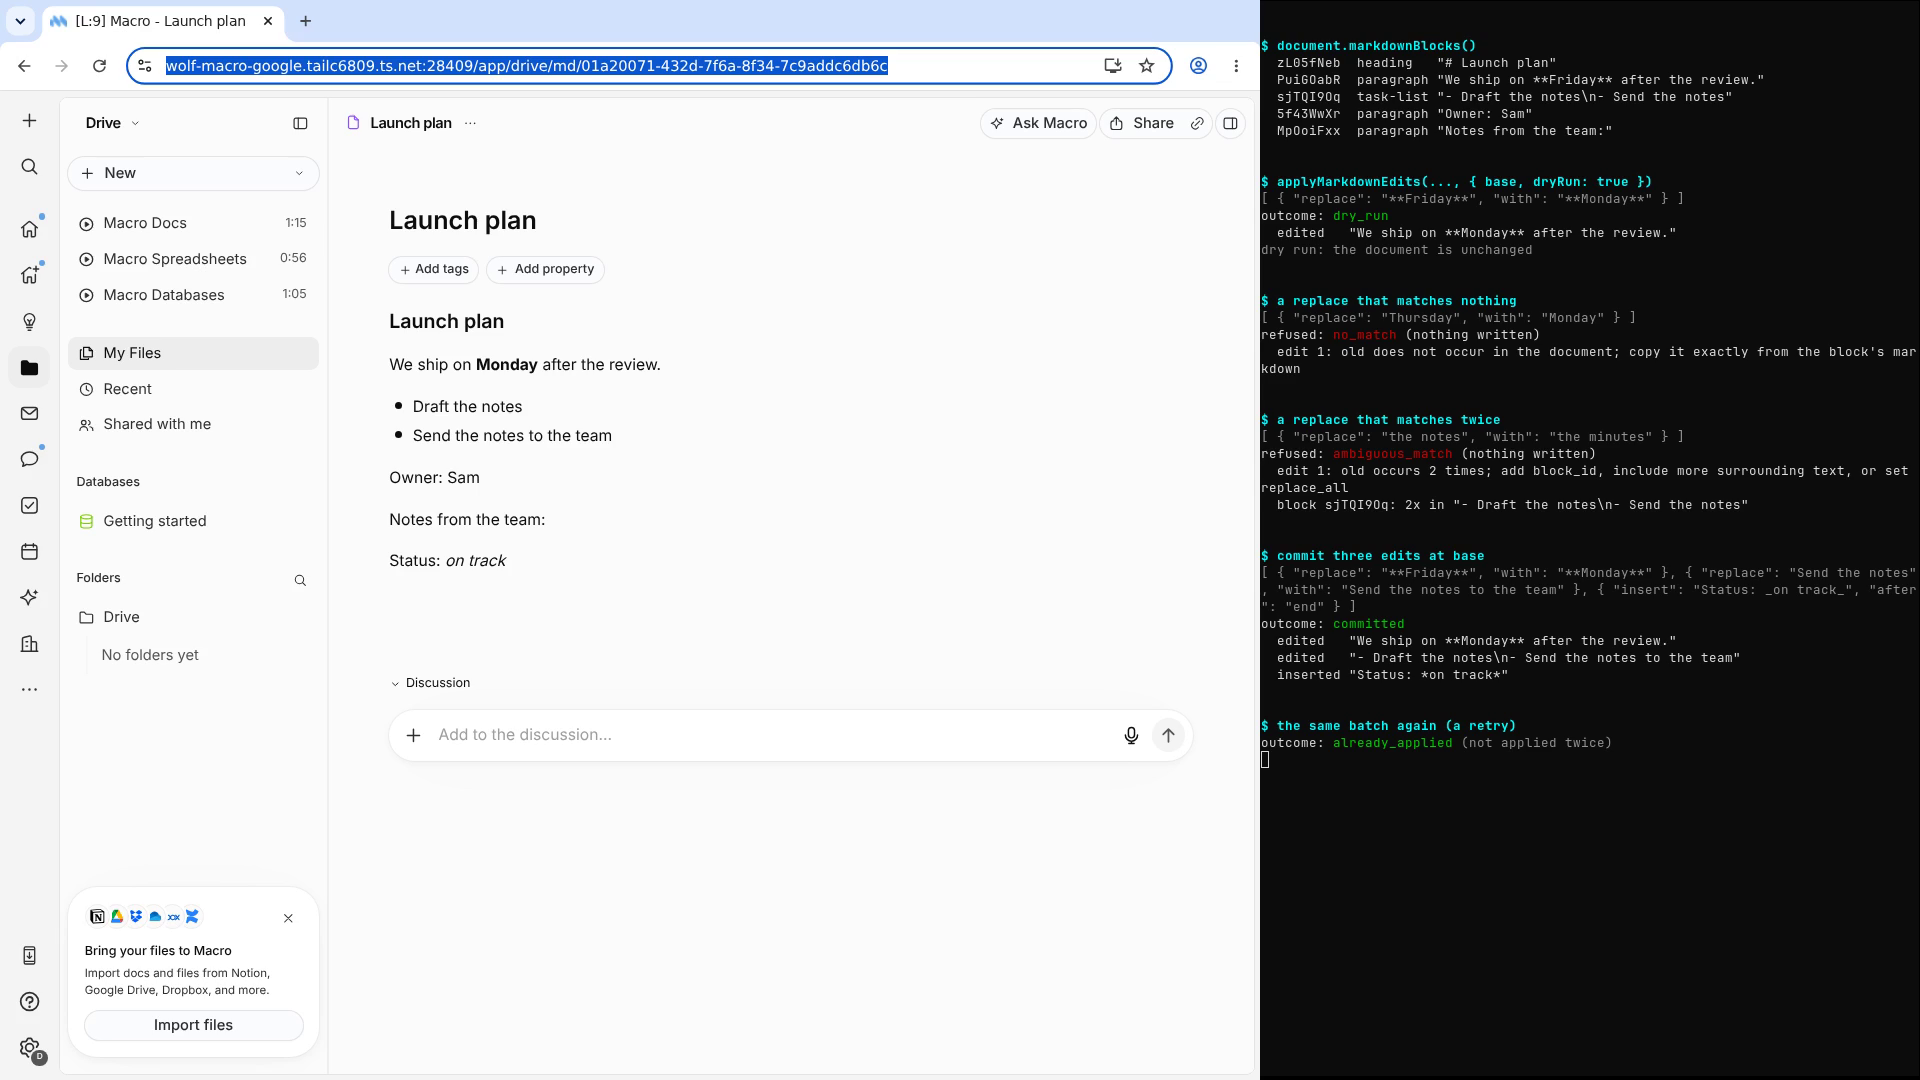 [L:9] Macro - Launch plan
wolf-macro-google.tailc6809.ts.net:28409/app/drive/md/01a20071-432d-7f6a-8f34-7c9addc6db6c
Drive
New
Macro Docs 1:15
Macro Spreadsheets 0:56
Macro Databases 1:05
My Files
Recent
Shared with me
Databases
Getting started
Folders
Drive
No folders yet
Bring your files to Macro
Import docs and files from Notion,
Google Drive, Dropbox, and more.
Import files
D
Launch plan ...
Ask Macro
Share
Launch plan
+ Add tags
+ Add property
Launch plan
We ship on Monday after the review.
• Draft the notes
• Send the notes to the team
Owner: Sam
Notes from the team:
Status: on track
Discussion
Add to the discussion...
$ document.markdownBlocks()
zL05fNeb heading "# Launch plan"
PuiGOabR paragraph "We ship on **Friday** after the review."
sjTQI9Oq task-list "- Draft the notes\n- Send the notes"
5f43WwXr paragraph "Owner: Sam"
MpOoiFxx paragraph "Notes from the team:"
$ applyMarkdownEdits(..., { base, dryRun: true })
[ { "replace": "**Friday**", "with": "**Monday**" } ]
outcome: dry_run
edited "We ship on **Monday** after the review."
dry run: the document is unchanged
$ a replace that matches nothing
[ { "replace": "Thursday", "with": "Monday" } ]
refused: no_match (nothing written)
edit 1: old does not occur in the document; copy it exactly from the block's mar
kdown
$ a replace that matches twice
[ { "replace": "the notes", "with": "the minutes" } ]
refused: ambiguous_match (nothing written)
edit 1: old occurs 2 times; add block_id, include more surrounding text, or set
replace_all
block sjTQI9Oq: 2x in "- Draft the notes\n- Send the notes"
$ commit three edits at base
[ { "replace": "**Friday**", "with": "**Monday**" }, { "replace": "Send the notes"
, "with": "Send the notes to the team" }, { "insert": "Status: _on track_", "after
": "end" } ]
outcome: committed
edited "We ship on **Monday** after the review."
edited "- Draft the notes\n- Send the notes to the team"
inserted "Status: *on track*"
$ the same batch again (a retry)
outcome: already_applied (not applied twice)